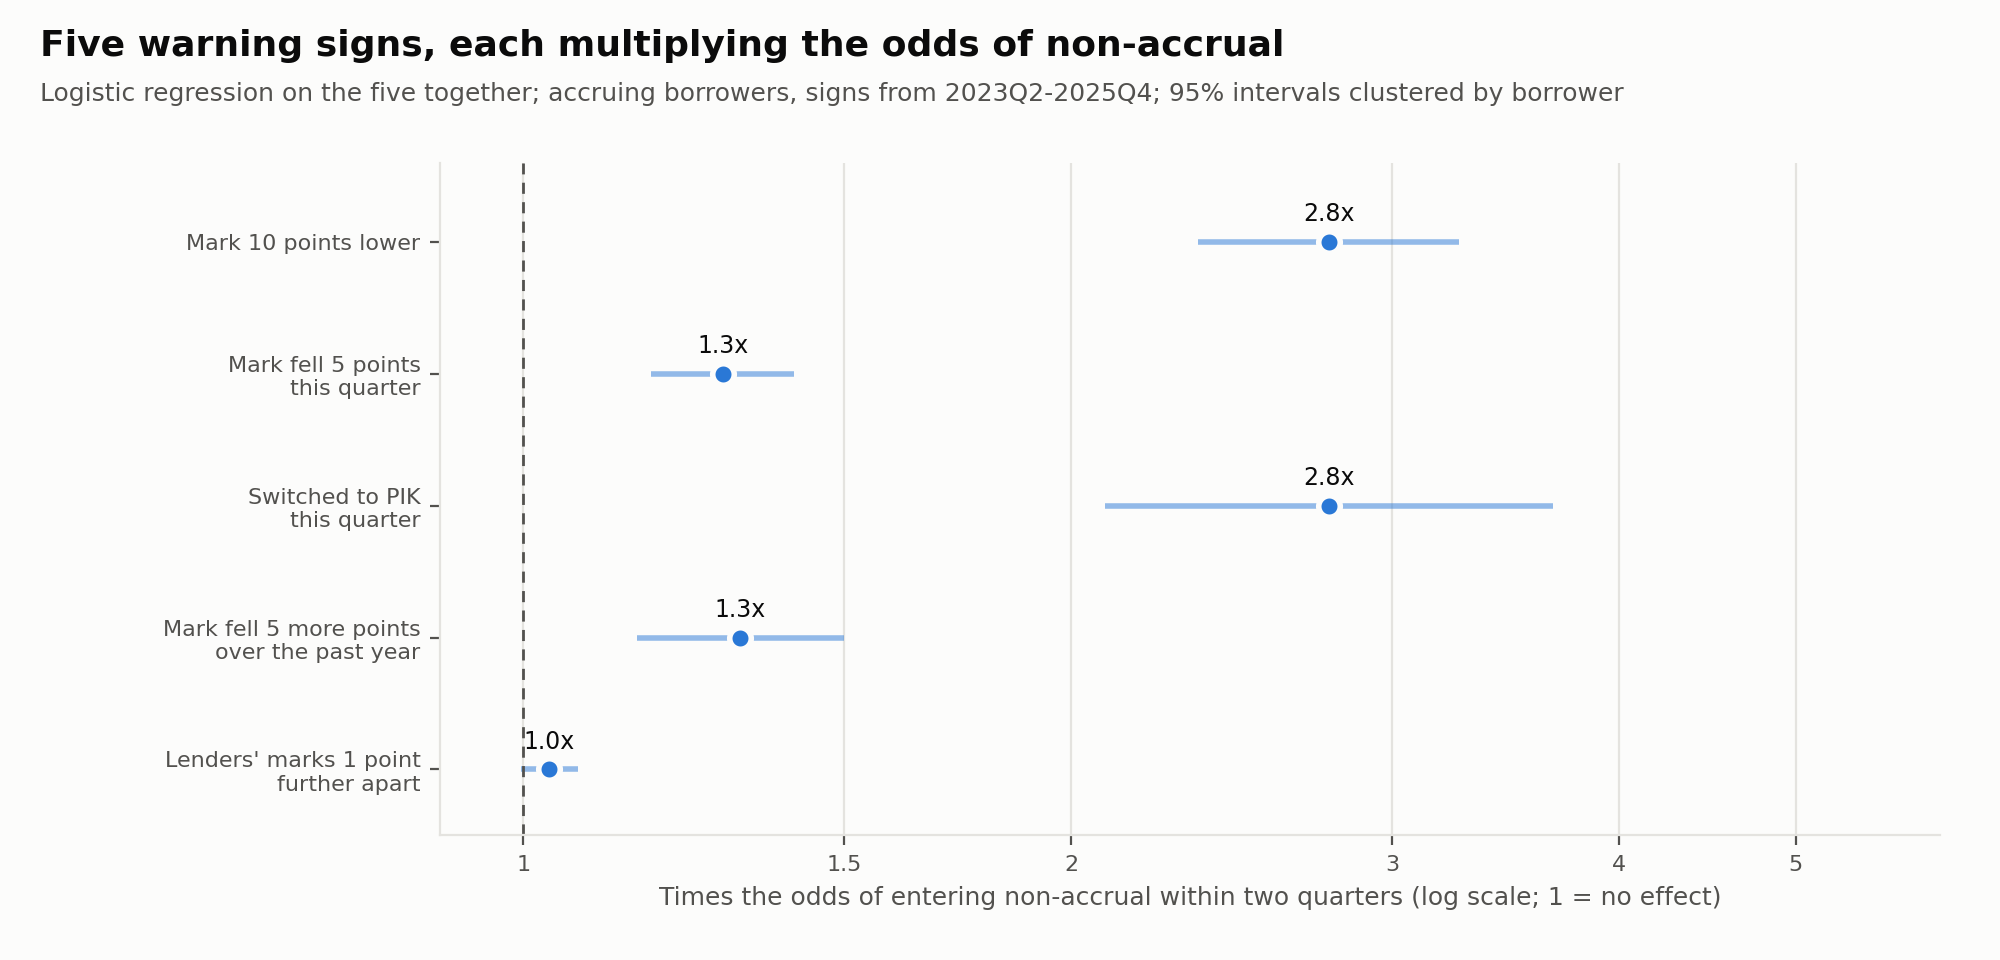 Five warning signs, each multiplying the odds of non-accrual
Logistic regression on the five together; accruing borrowers, signs from 2023Q2-2025Q4; 95% intervals clustered by borrower
Mark 10 points lower
2.8x
Mark fell 5 points
this quarter
1.3x
Switched to PIK
this quarter
2.8x
Mark fell 5 more points
over the past year
1.3x
Lenders' marks 1 point
further apart
1.0x
1
1.5
2
3
4
5
Times the odds of entering non-accrual within two quarters (log scale; 1 = no effect)